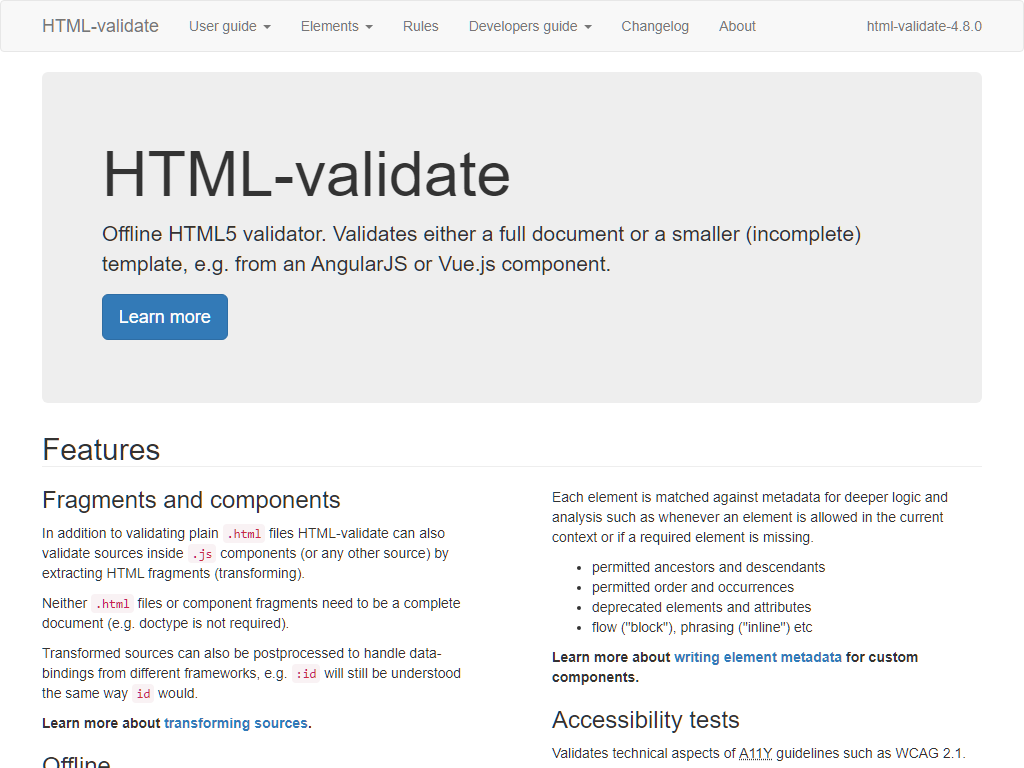 HTML-validate User guide Elements Rules Developers guide Changelog About html-validate-4.8.0
HTML-validate
Offline HTML5 validator. Validates either a full document or a smaller (incomplete)
template, e.g. from an AngularJS or Vue.js component.
Learn more
Features
Fragments and components
In addition to validating plain .html files HTML-validate can also
validate sources inside .js components (or any other source) by
extracting HTML fragments (transforming).
Neither .html files or component fragments need to be a complete
document (e.g. doctype is not required).
Transformed sources can also be postprocessed to handle data-
bindings from different frameworks, e.g. :id will still be understood
the same way id would.
Learn more about transforming sources.
Offline
Each element is matched against metadata for deeper logic and
analysis such as whenever an element is allowed in the current
context or if a required element is missing.
• permitted ancestors and descendants
• permitted order and occurrences
• deprecated elements and attributes
• flow ("block"), phrasing ("inline") etc
Learn more about writing element metadata for custom
components.
Accessibility tests
Validates technical aspects of A11Y guidelines such as WCAG 2.1.